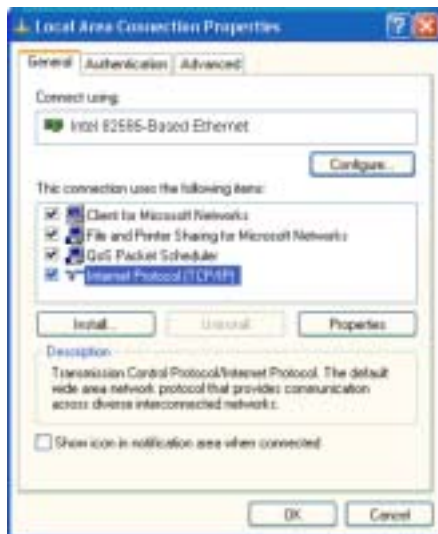 Local Area Connection Properties
General Authentication Advanced
Connect using:
Intel 82586-Based Ethernet
Configure...
This connection uses the following items:
Client for Microsoft Networks
File and Printer Sharing for Microsoft Networks
QoS Packet Scheduler
Internet Protocol (TCP/IP)
Install... Uninstall Properties
Description
Transmission Control Protocol/Internet Protocol. The default
wide area network protocol that provides communication
across diverse interconnected networks.
Show icon in notification area when connected
OK Cancel